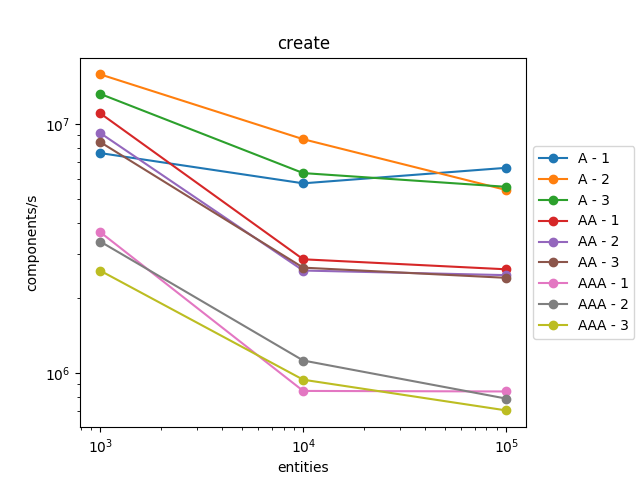 create
10⁷
10⁶
components/s
10³
10⁴
10⁵
entities
A - 1
A - 2
A - 3
AA - 1
AA - 2
AA - 3
AAA - 1
AAA - 2
AAA - 3